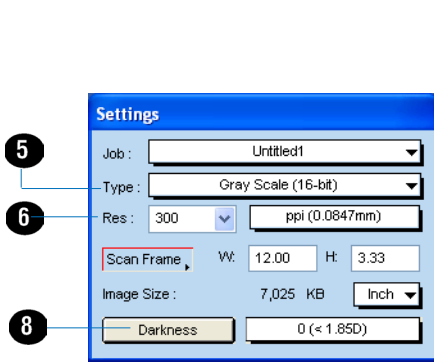 Settings
Job : Untitled1
5
Type : Gray Scale (16-bit)
6 Res : 300 ppi (0.0847mm)
Scan Frame W: 12.00 H: 3.33
Image Size : 7,025 KB Inch
8 Darkness 0 (< 1.85D)